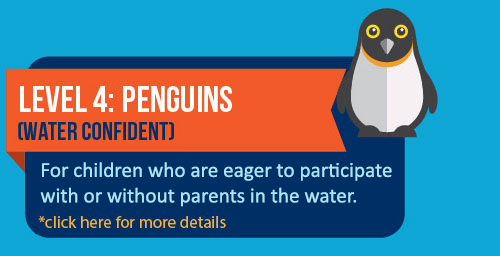 LEVEL 4: PENGUINS
(WATER CONFIDENT)
For children who are eager to participate
with or without parents in the water.
*click here for more details